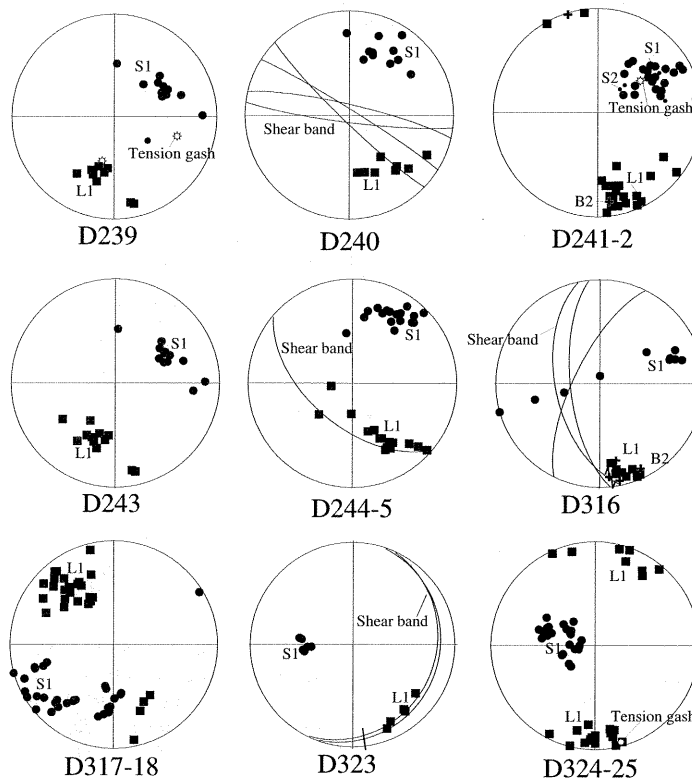 S1
Tension gash
L1
D239
S1
Shear band
L1
D240
S1
S2
Tension gash
L1
B2
D241-2
S1
L1
D243
Shear band
S1
L1
D244-5
Shear band
S1
L1
B2
D316
L1
S1
D317-18
Shear band
S1
L1
D323
L1
S1
L1
Tension gash
D324-25